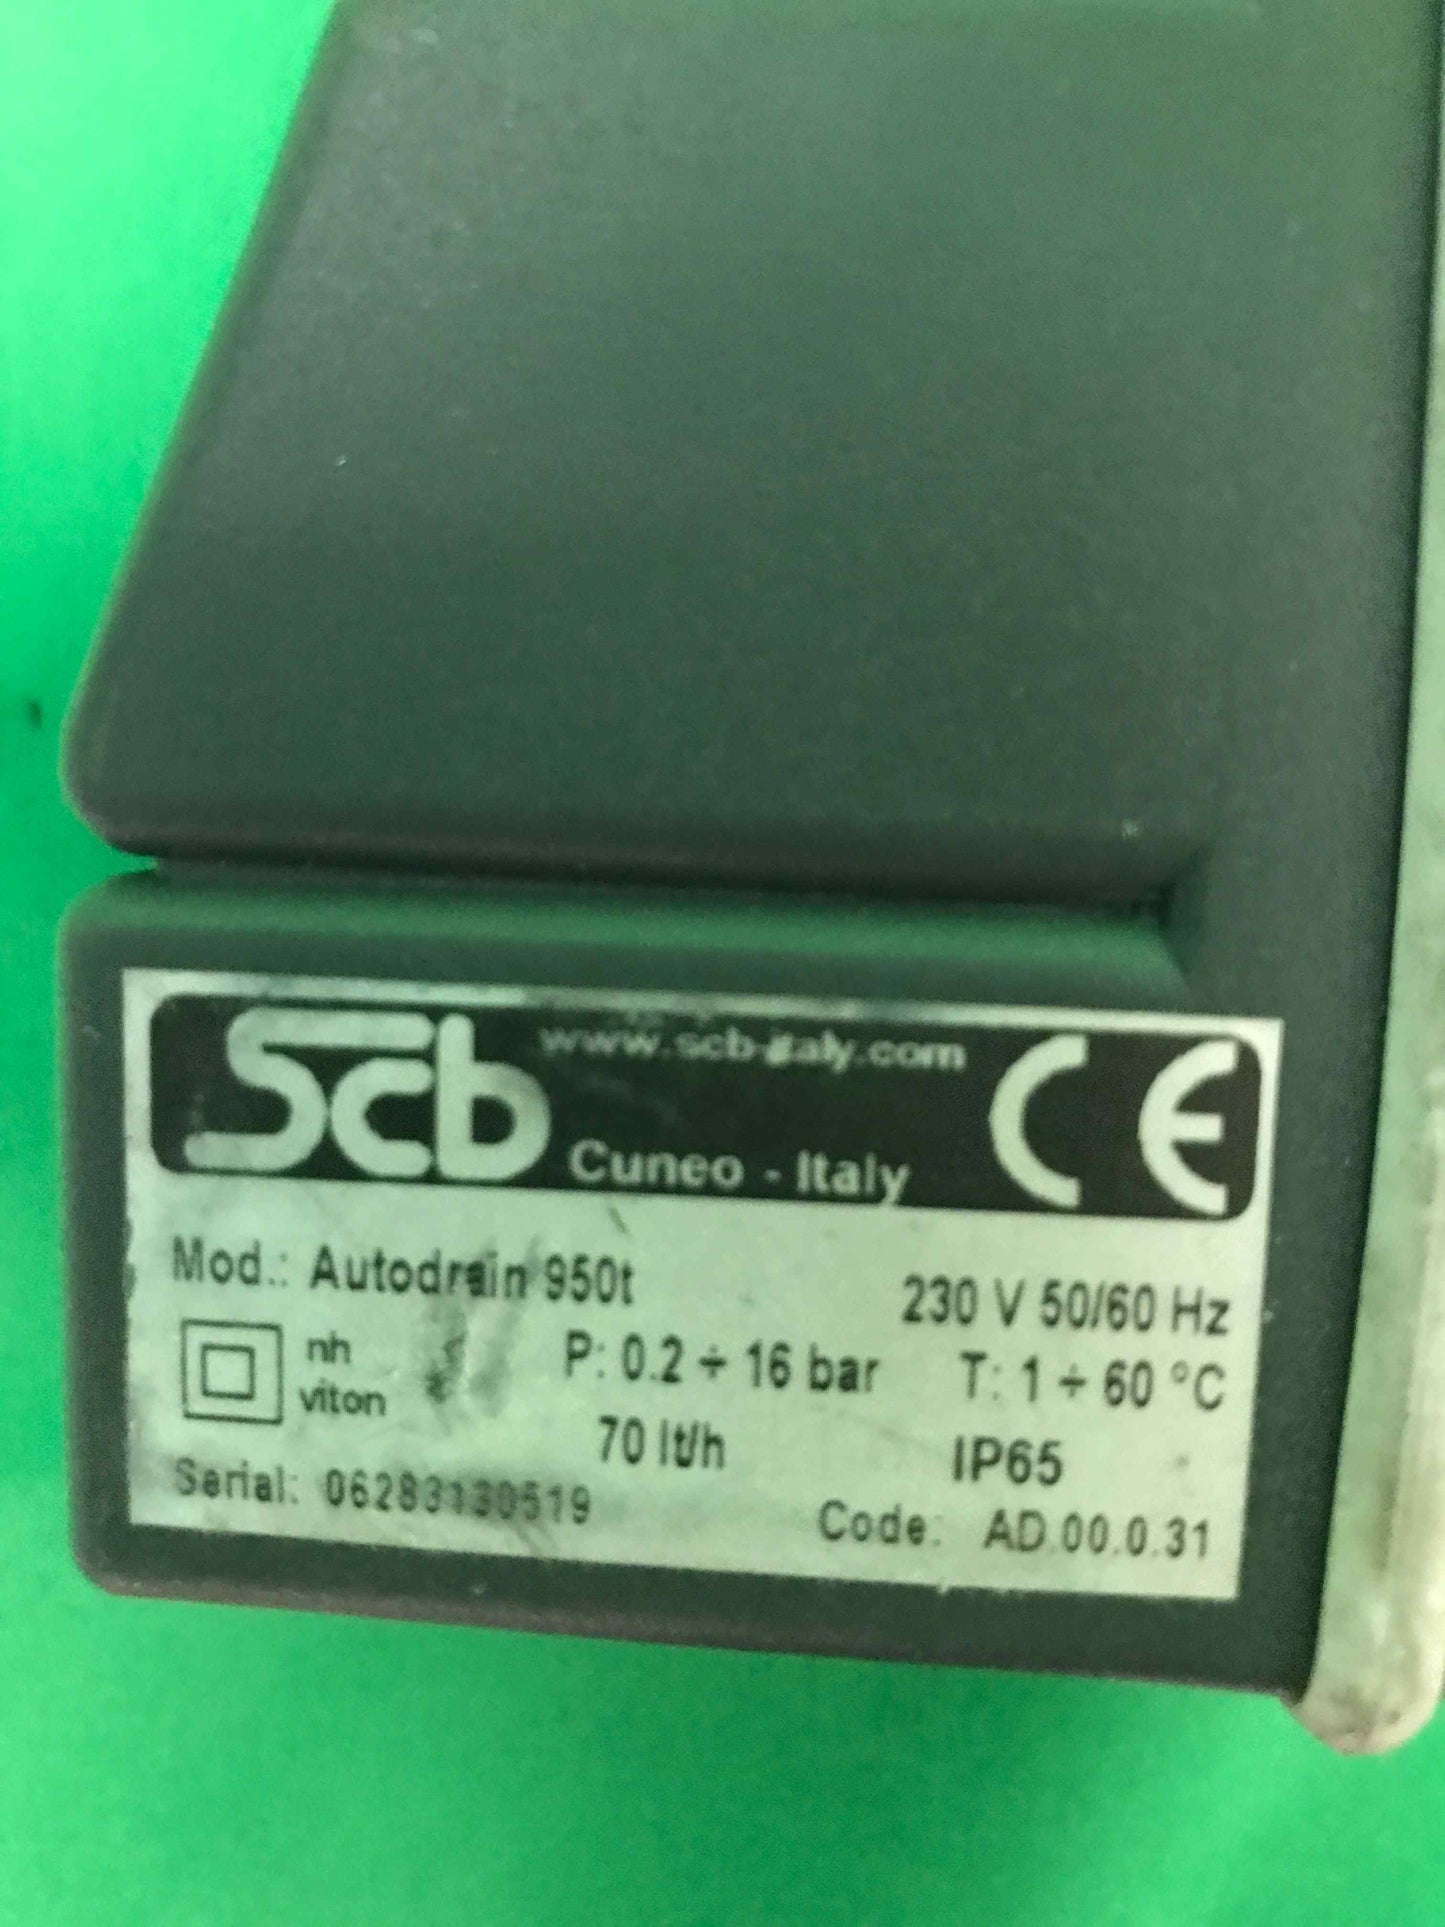 scb www.scb-italy.com
Cuneo - Italy CE
Mod.: Autodrain 950t 230 V 50/60 Hz
nh
viton P: 0.2 ÷ 16 bar T: 1 ÷ 60 °C
70 lt/h IP65
Serial: 06283130519 Code: AD.00.0.31